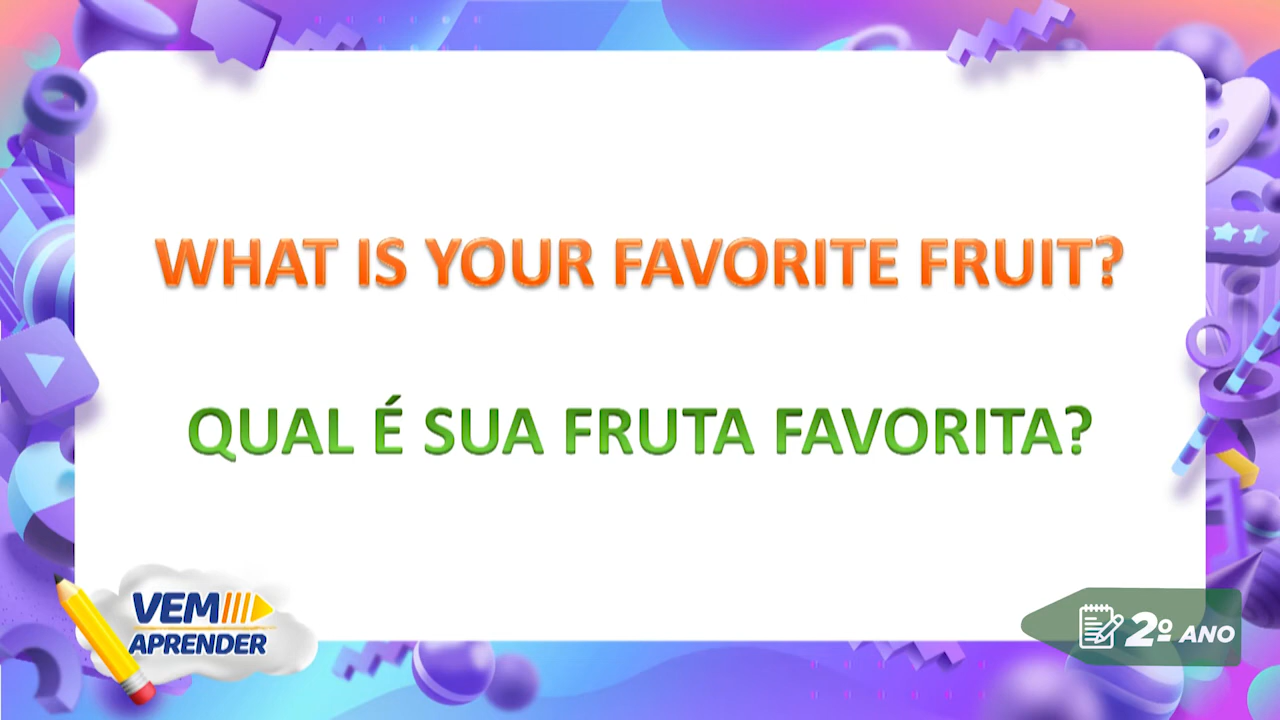 WHAT IS YOUR FAVORITE FRUIT?
QUAL É SUA FRUTA FAVORITA?
VEM
APRENDER
2º ANO